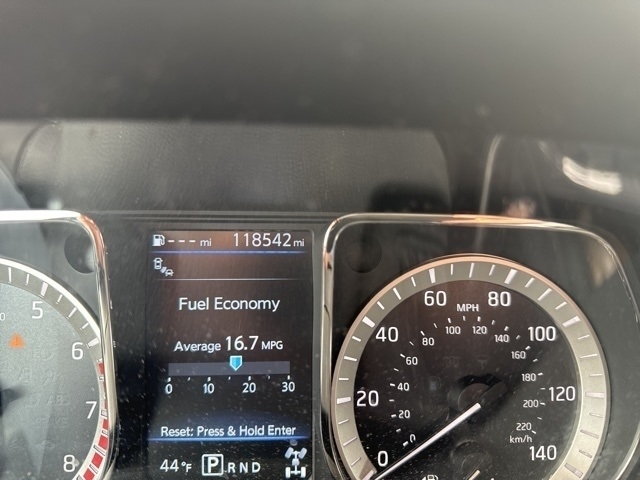 --- mi 118542 mi
Fuel Economy
Average 16.7 MPG
0 10 20 30
Reset: Press & Hold Enter
44°F P R N D
5
6
7
8
MPH
0 20 40 60 80 100 120 140
0 20 40 60 80 100 120 140 160 180 200 220
km/h